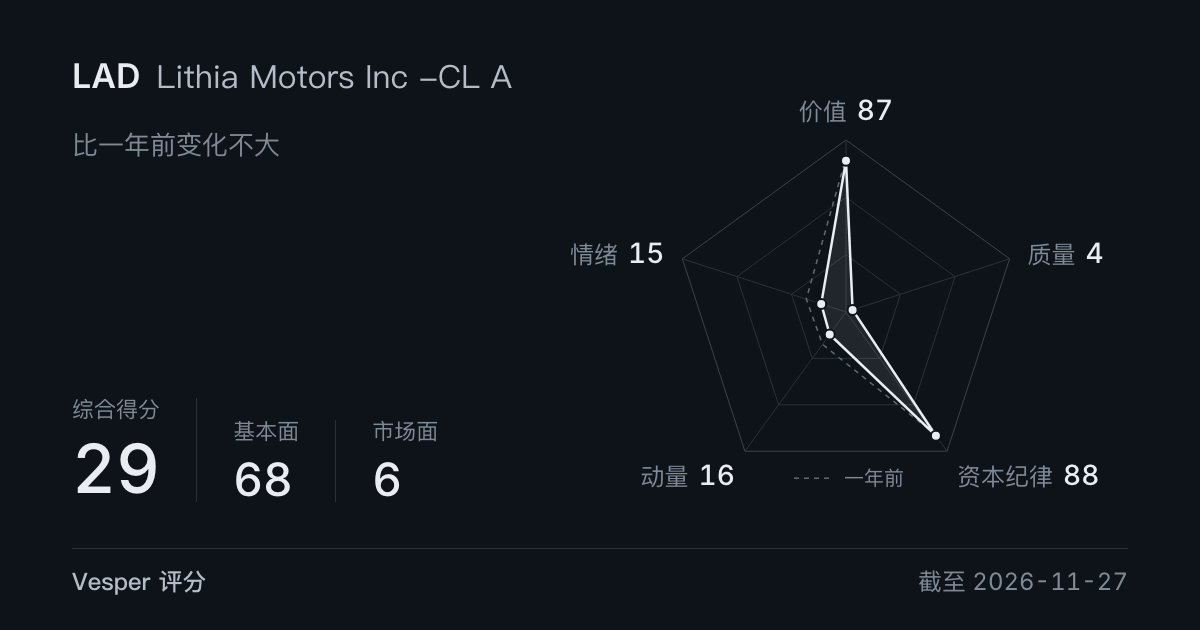 LAD Lithia Motors Inc –CL A
比一年前变化不大
价值 87
情绪 15
质量 4
动量 16
一年前
资本纪律 88
综合得分
29
基本面
68
市场面
6
Vesper 评分
截至 2026-11-27